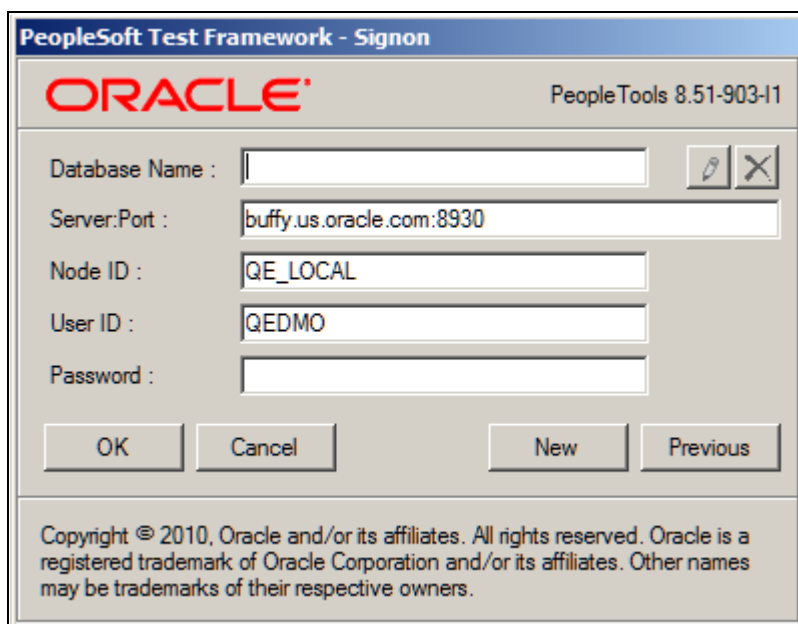 PeopleSoft Test Framework - Signon
ORACLE PeopleTools 8.51-903-I1
Database Name :
Server:Port : buffy.us.oracle.com:8930
Node ID : QE_LOCAL
User ID : QEDMO
Password :
OK Cancel New Previous
Copyright © 2010, Oracle and/or its affiliates. All rights reserved. Oracle is a
registered trademark of Oracle Corporation and/or its affiliates. Other names
may be trademarks of their respective owners.